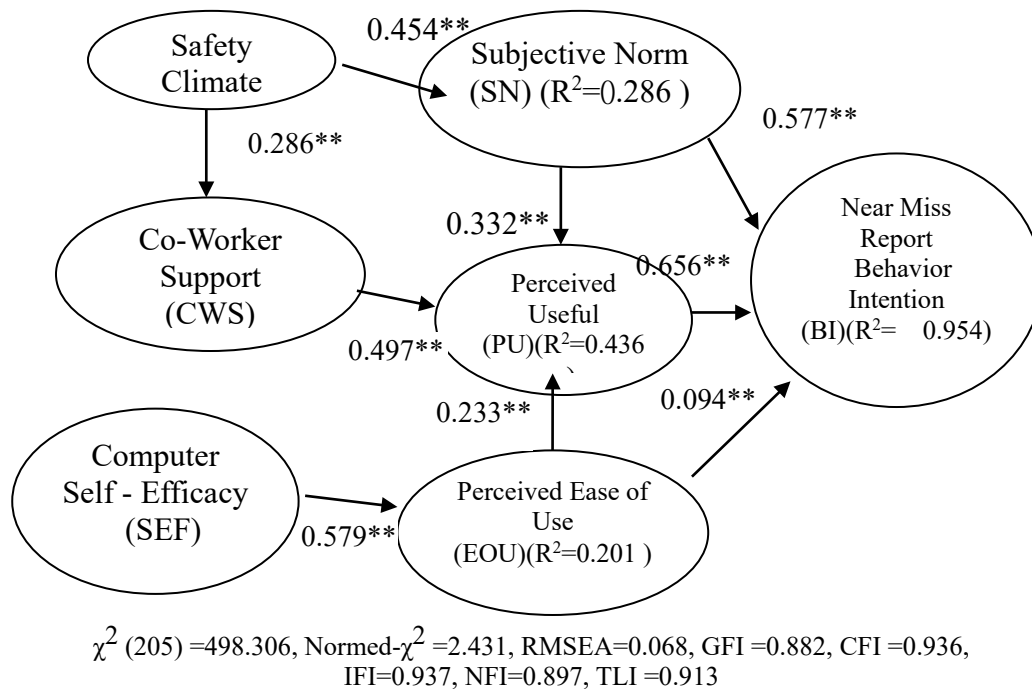 Safety
Climate
0.454**
Subjective Norm
(SN) (R²=0.286 )
0.577**
0.286**
Co-Worker
Support
(CWS)
0.332**
0.656**
Near Miss
Report
Behavior
Intention
(BI)(R²= 0.954)
Perceived
Useful
(PU)(R²=0.436
)
0.497**
0.233**
0.094**
Computer
Self - Efficacy
(SEF)
0.579**
Perceived Ease of
Use
(EOU)(R²=0.201 )
χ² (205) =498.306, Normed-χ² =2.431, RMSEA=0.068, GFI =0.882, CFI =0.936,
IFI=0.937, NFI=0.897, TLI =0.913